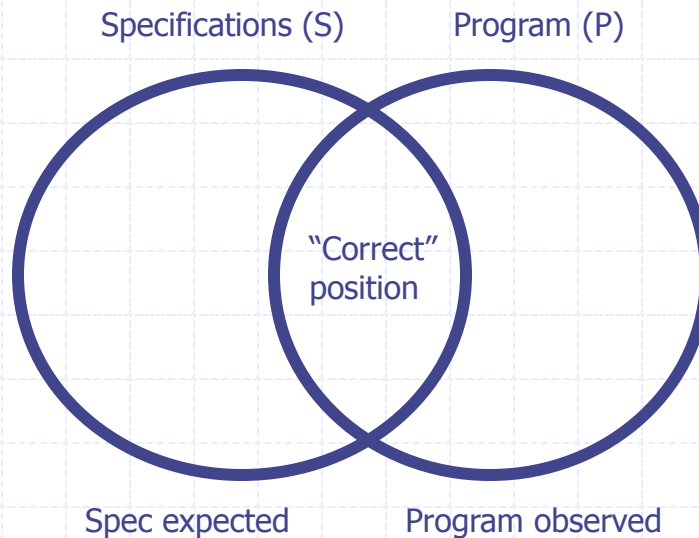 Specifications (S) Program (P)
“Correct”
position
Spec expected Program observed